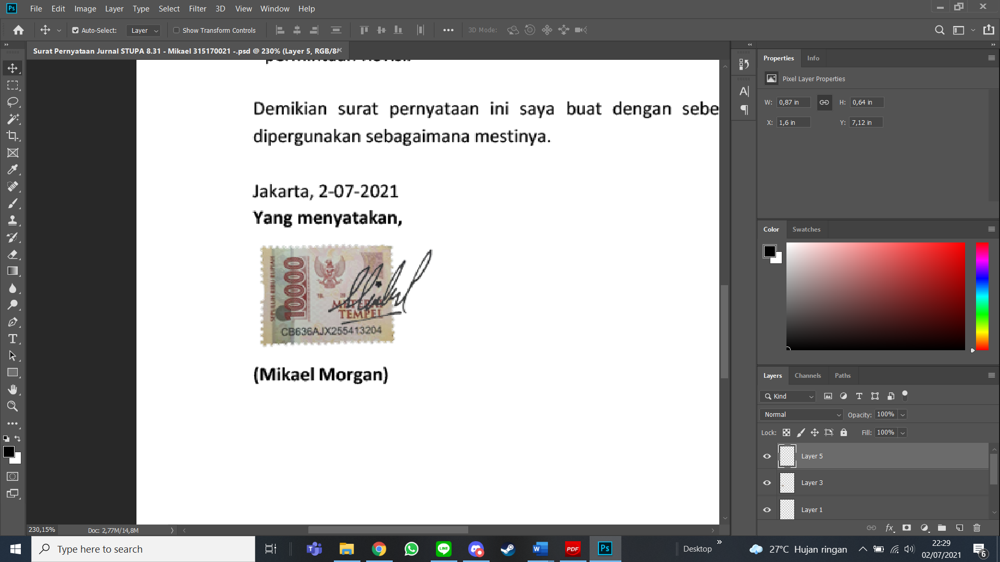 File Edit Image Layer Type Select Filter 3D View Window Help
Auto-Select: Layer Show Transform Controls 3D Mode:
Surat Pernyataan Jurnal STUPA 8.31 - Mikael 315170021 -.psd @ 230% (Layer 5, RGB/8
Demikian surat pernyataan ini saya buat dengan sebe
dipergunakan sebagaimana mestinya.
Jakarta, 2-07-2021
Yang menyatakan,
10000
TEMPEL
CB636AJX255413204
(Mikael Morgan)
Properties Info
Pixel Layer Properties
W: 0,87 in H: 0,64 in
X: 1,6 in Y: 7,12 in
Color Swatches
Layers Channels Paths
Kind
Normal Opacity: 100%
Lock: Fill: 100%
Layer 5
Layer 3
Layer 1
230,15% Doc: 2,77M/14,8M
Type here to search
Desktop
27°C Hujan ringan
22:29
02/07/2021
6